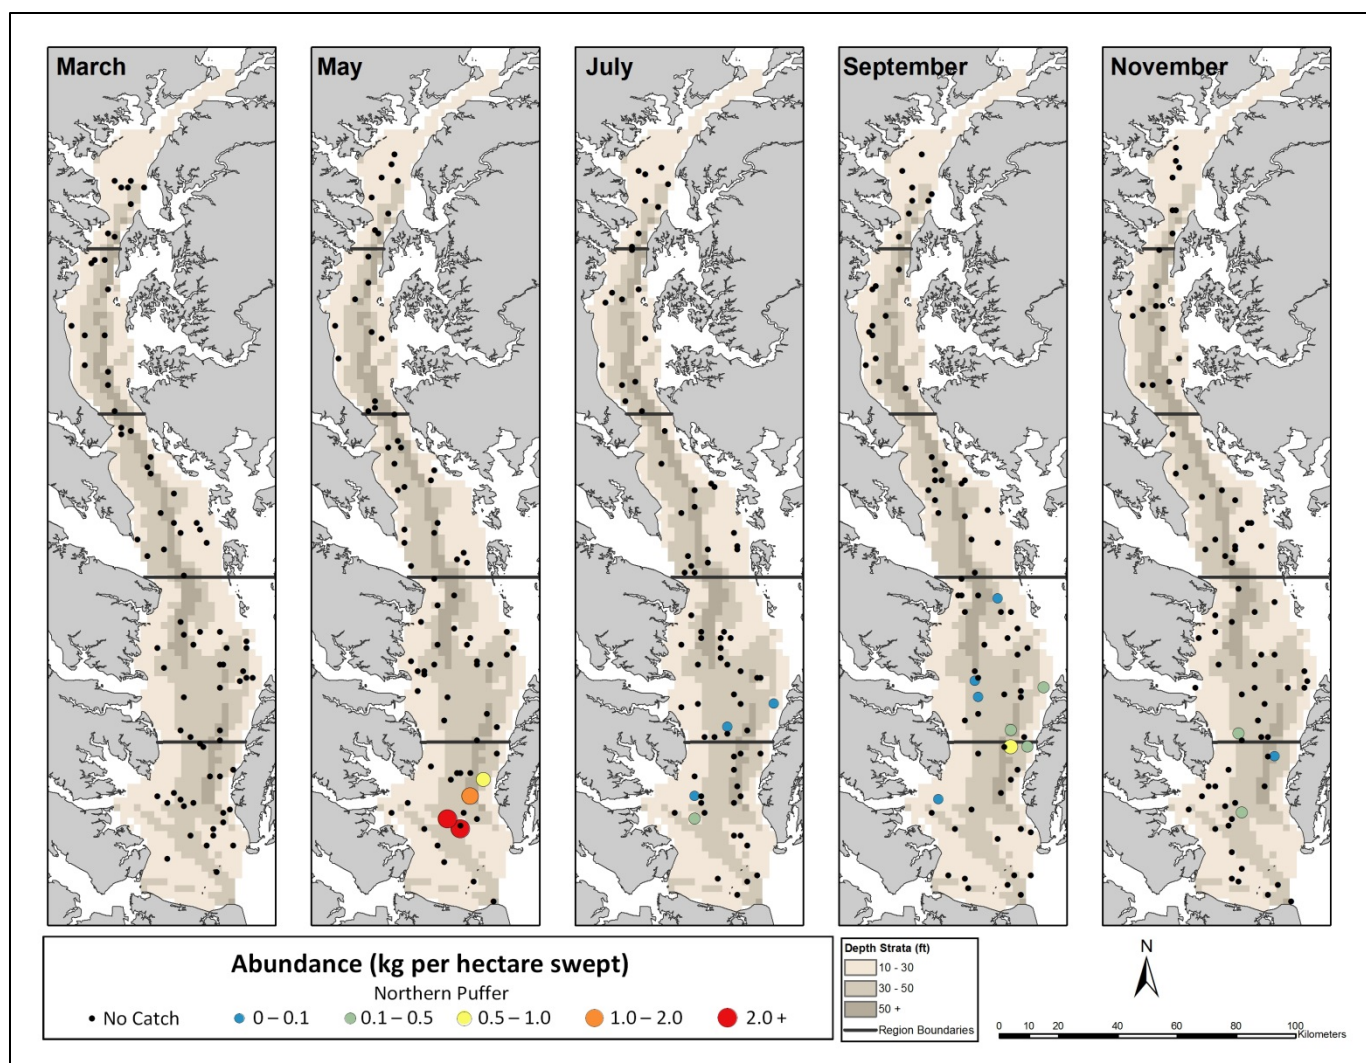 March
May
July
September
November
Abundance (kg per hectare swept)
Northern Puffer
No Catch
0 – 0.1
0.1 – 0.5
0.5 – 1.0
1.0 – 2.0
2.0 +
Depth Strata (ft)
10 - 30
30 - 50
50 +
Region Boundaries
N
0 20 40 60 80 100
Kilometers